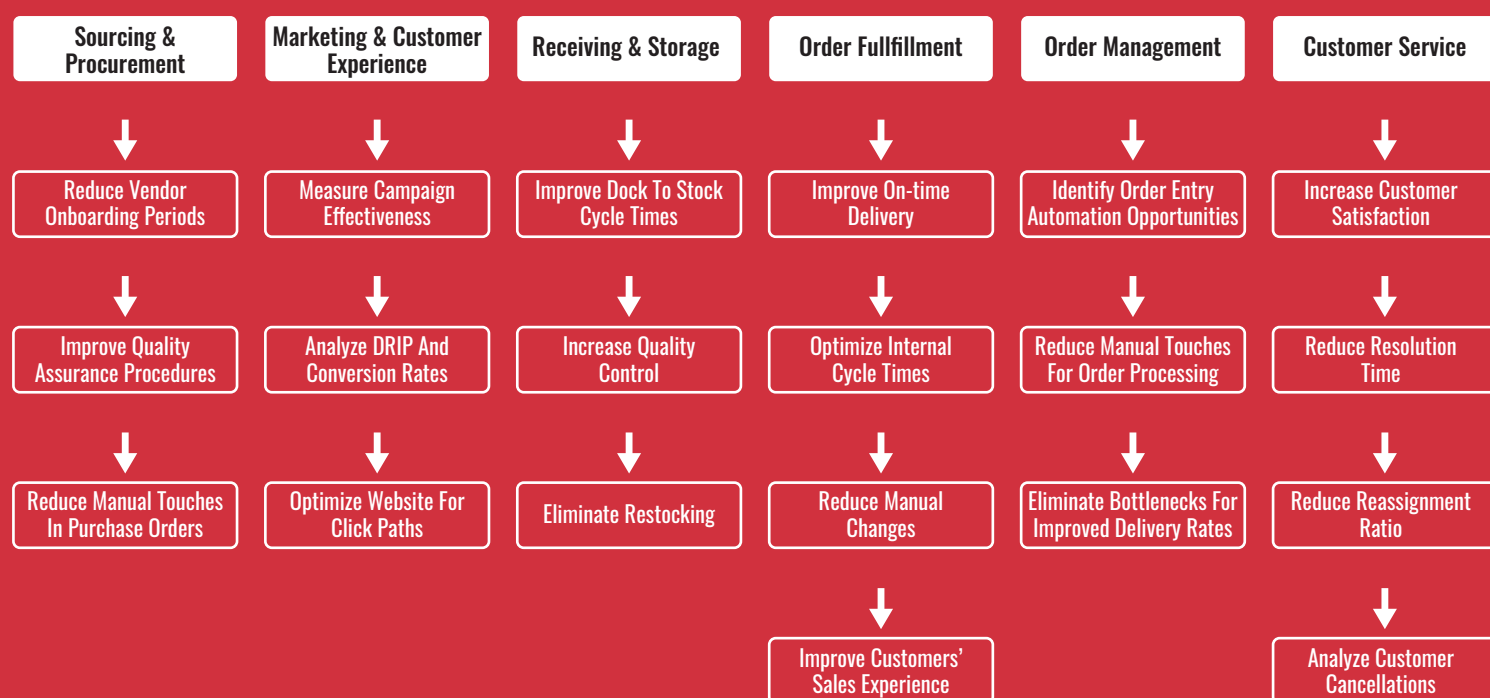 Sourcing &
Procurement
Marketing & Customer
Experience
Receiving & Storage
Order Fullfillment
Order Management
Customer Service
Reduce Vendor
Onboarding Periods
Measure Campaign
Effectiveness
Improve Dock To Stock
Cycle Times
Improve On-time
Delivery
Identify Order Entry
Automation Opportunities
Increase Customer
Satisfaction
Improve Quality
Assurance Procedures
Analyze DRIP And
Conversion Rates
Increase Quality
Control
Optimize Internal
Cycle Times
Reduce Manual Touches
For Order Processing
Reduce Resolution
Time
Reduce Manual Touches
In Purchase Orders
Optimize Website For
Click Paths
Eliminate Restocking
Reduce Manual
Changes
Eliminate Bottlenecks For
Improved Delivery Rates
Reduce Reassignment
Ratio
Improve Customers’
Sales Experience
Analyze Customer
Cancellations